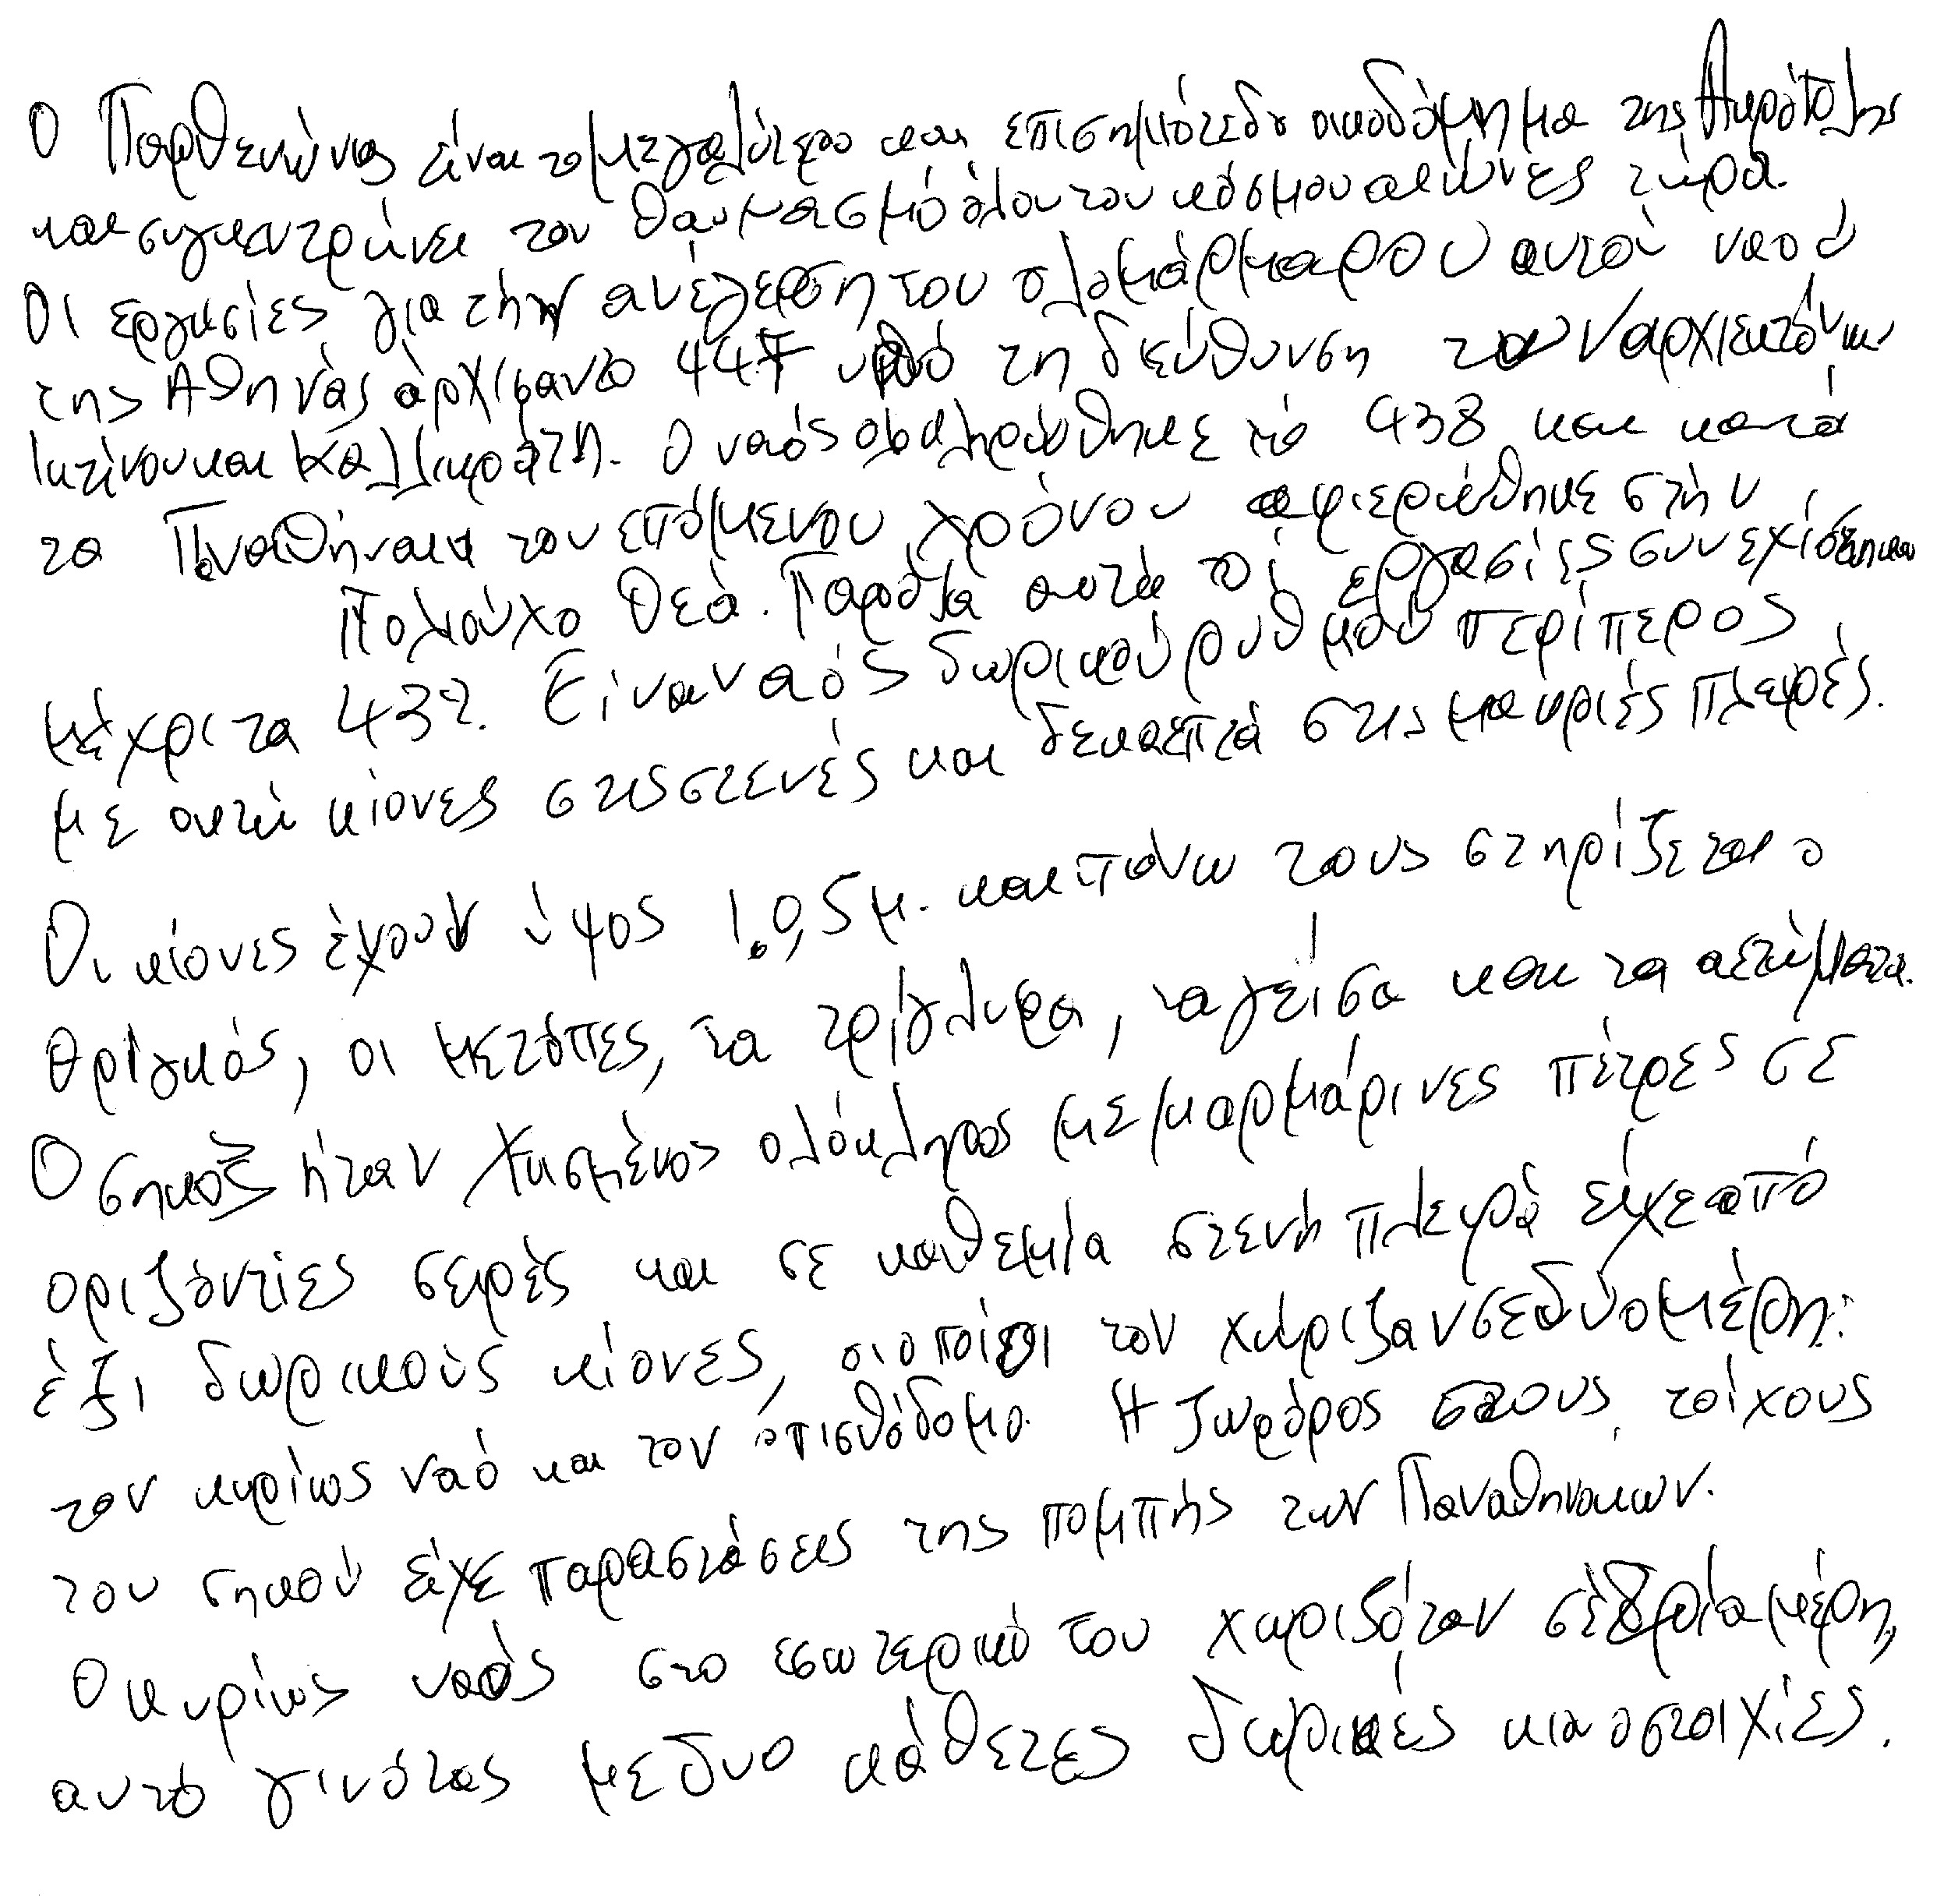 Ο Παρθενώνας είναι το μεγαλύτερο και επισημότεδο οικοδόμημα της Ακρόπολης
και συγκεντρώνει τον θαυμασμό όλου του κόσμου αιώνες τώρα.
Οι εργασίες για την ανέγερση του ολομάρμαρου αυτού ναού
της Αθηνάς άρχισαν το 447 υπό τη διεύθυνση των αρχιτεκτόνων
Ικτίνου και Καλλικράτη. Ο ναός ολοκληρώθηκε το 438 και κατά
τα Παναθήναια του επόμενου χρόνου αφιερώθηκε στην
Πολιούχο Θεά. Παρόλα αυτά οι εργασίες συνεχίστηκαν
μέχρι τα 432. Είναι ναός δωρικού ρυθμού περίπερος
με οκτώ κίονες στις στενές και δεκαεπτά στις μακριές πλευρές.
Οι κίονες έχουν ύψος 10,5 μ. και πάνω τους στηρίζεται ο
θριγκός, οι μετόπες, τα τρίγλυφα, τα γείσα και τα αετώματα.
Ο σηκός ήταν χτισμένος ολόκληρος με μαρμάρινες πέτρες σε
οριζόντιες σειρές και σε καθεμία στενή πλευρά είχε από
έξι δωρικούς κίονες, οι οποίοι τον χώριζαν σε δύο μέρη:
τον κυρίως ναό και τον οπισθόδομο. Η ζωφόρος στους τοίχους
του σηκού είχε παραστάσεις της πομπής των Παναθηναίων.
Ο κυρίως ναός στο εσωτερικό του χωριζόταν σε τρία μέρη,
αυτό γινόταν με δυο κάθετες δωρικές κιονοστοιχίες.